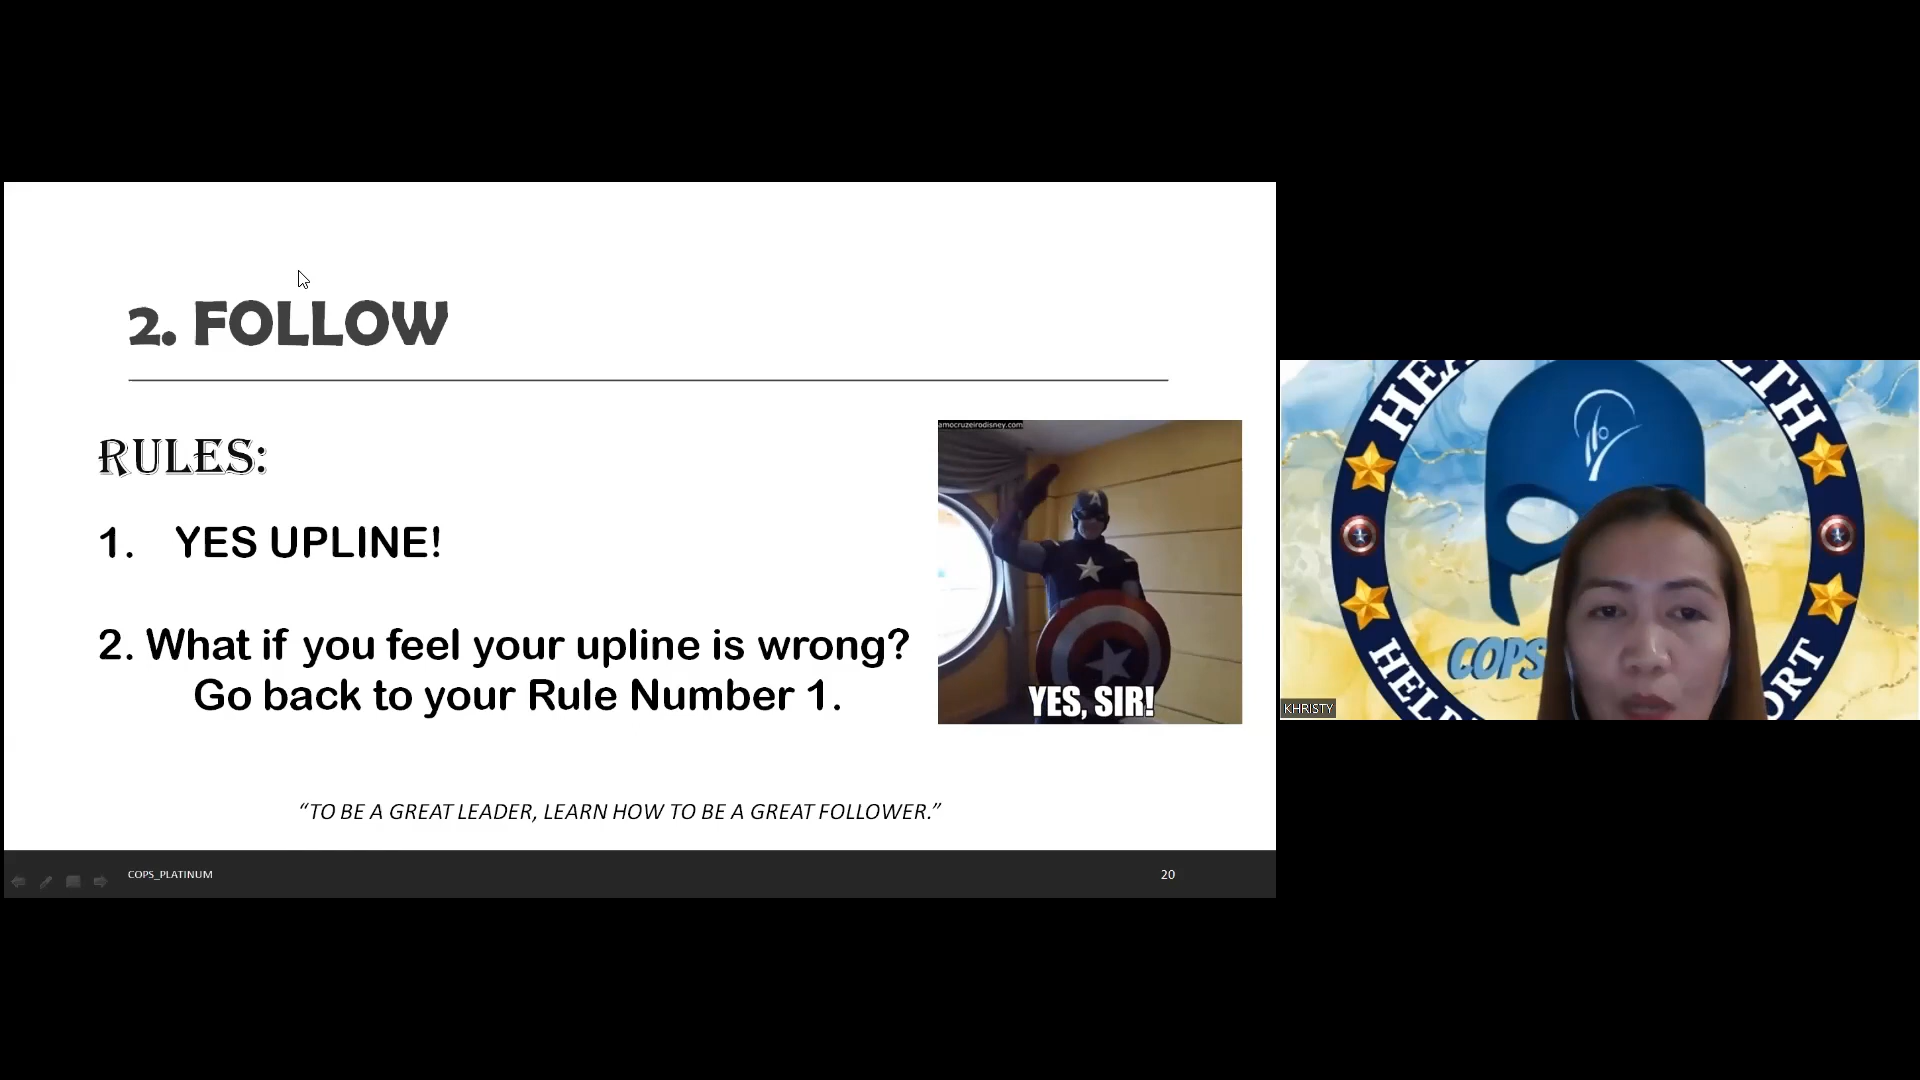 2. FOLLOW
RULES:
1. YES UPLINE!
2. What if you feel your upline is wrong?
Go back to your Rule Number 1.
amocruzeirodisney.com
A
YES, SIR!
"TO BE A GREAT LEADER, LEARN HOW TO BE A GREAT FOLLOWER."
COPS_PLATINUM
20
COPS
KHRISTY